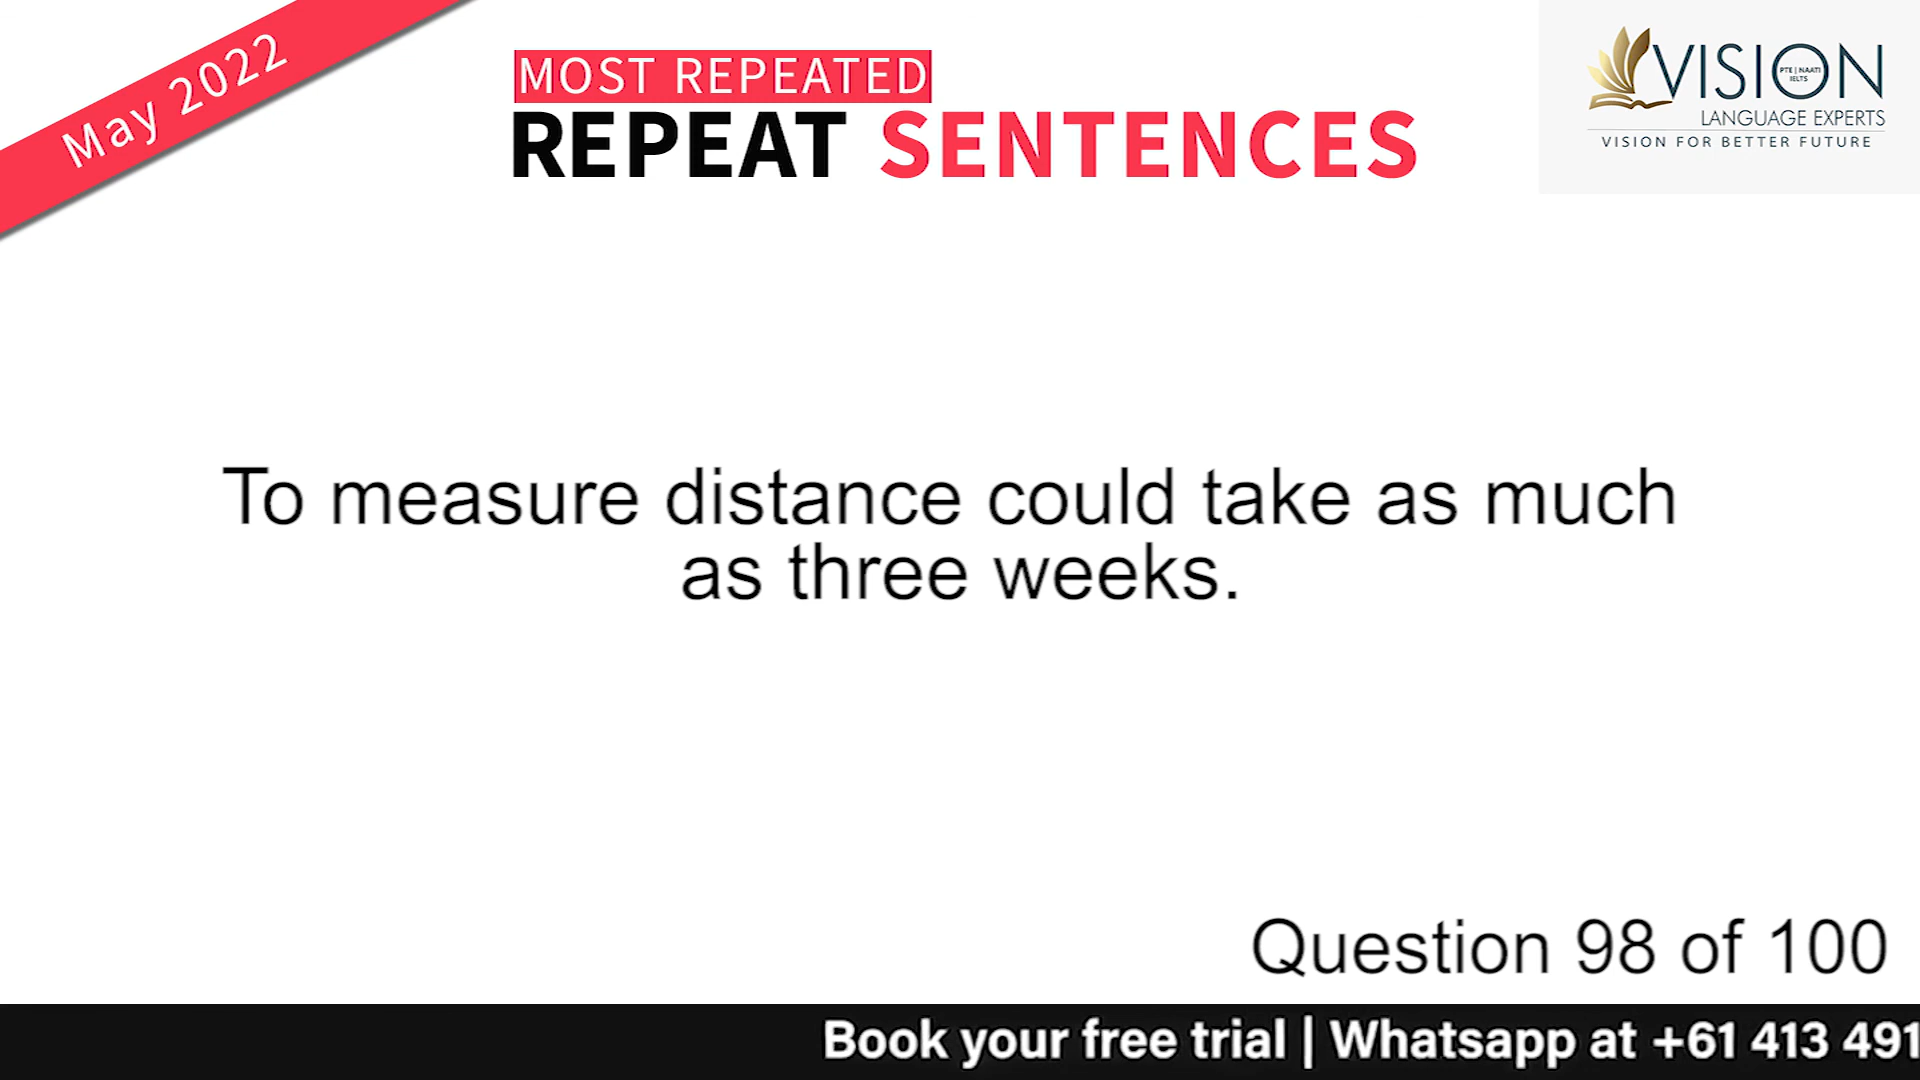 May 2022
MOST REPEATED
REPEAT SENTENCES
VISION
PTE | NAATI
IELTS
LANGUAGE EXPERTS
VISION FOR BETTER FUTURE
To measure distance could take as much
as three weeks.
Question 98 of 100
Book your free trial | Whatsapp at +61 413 491